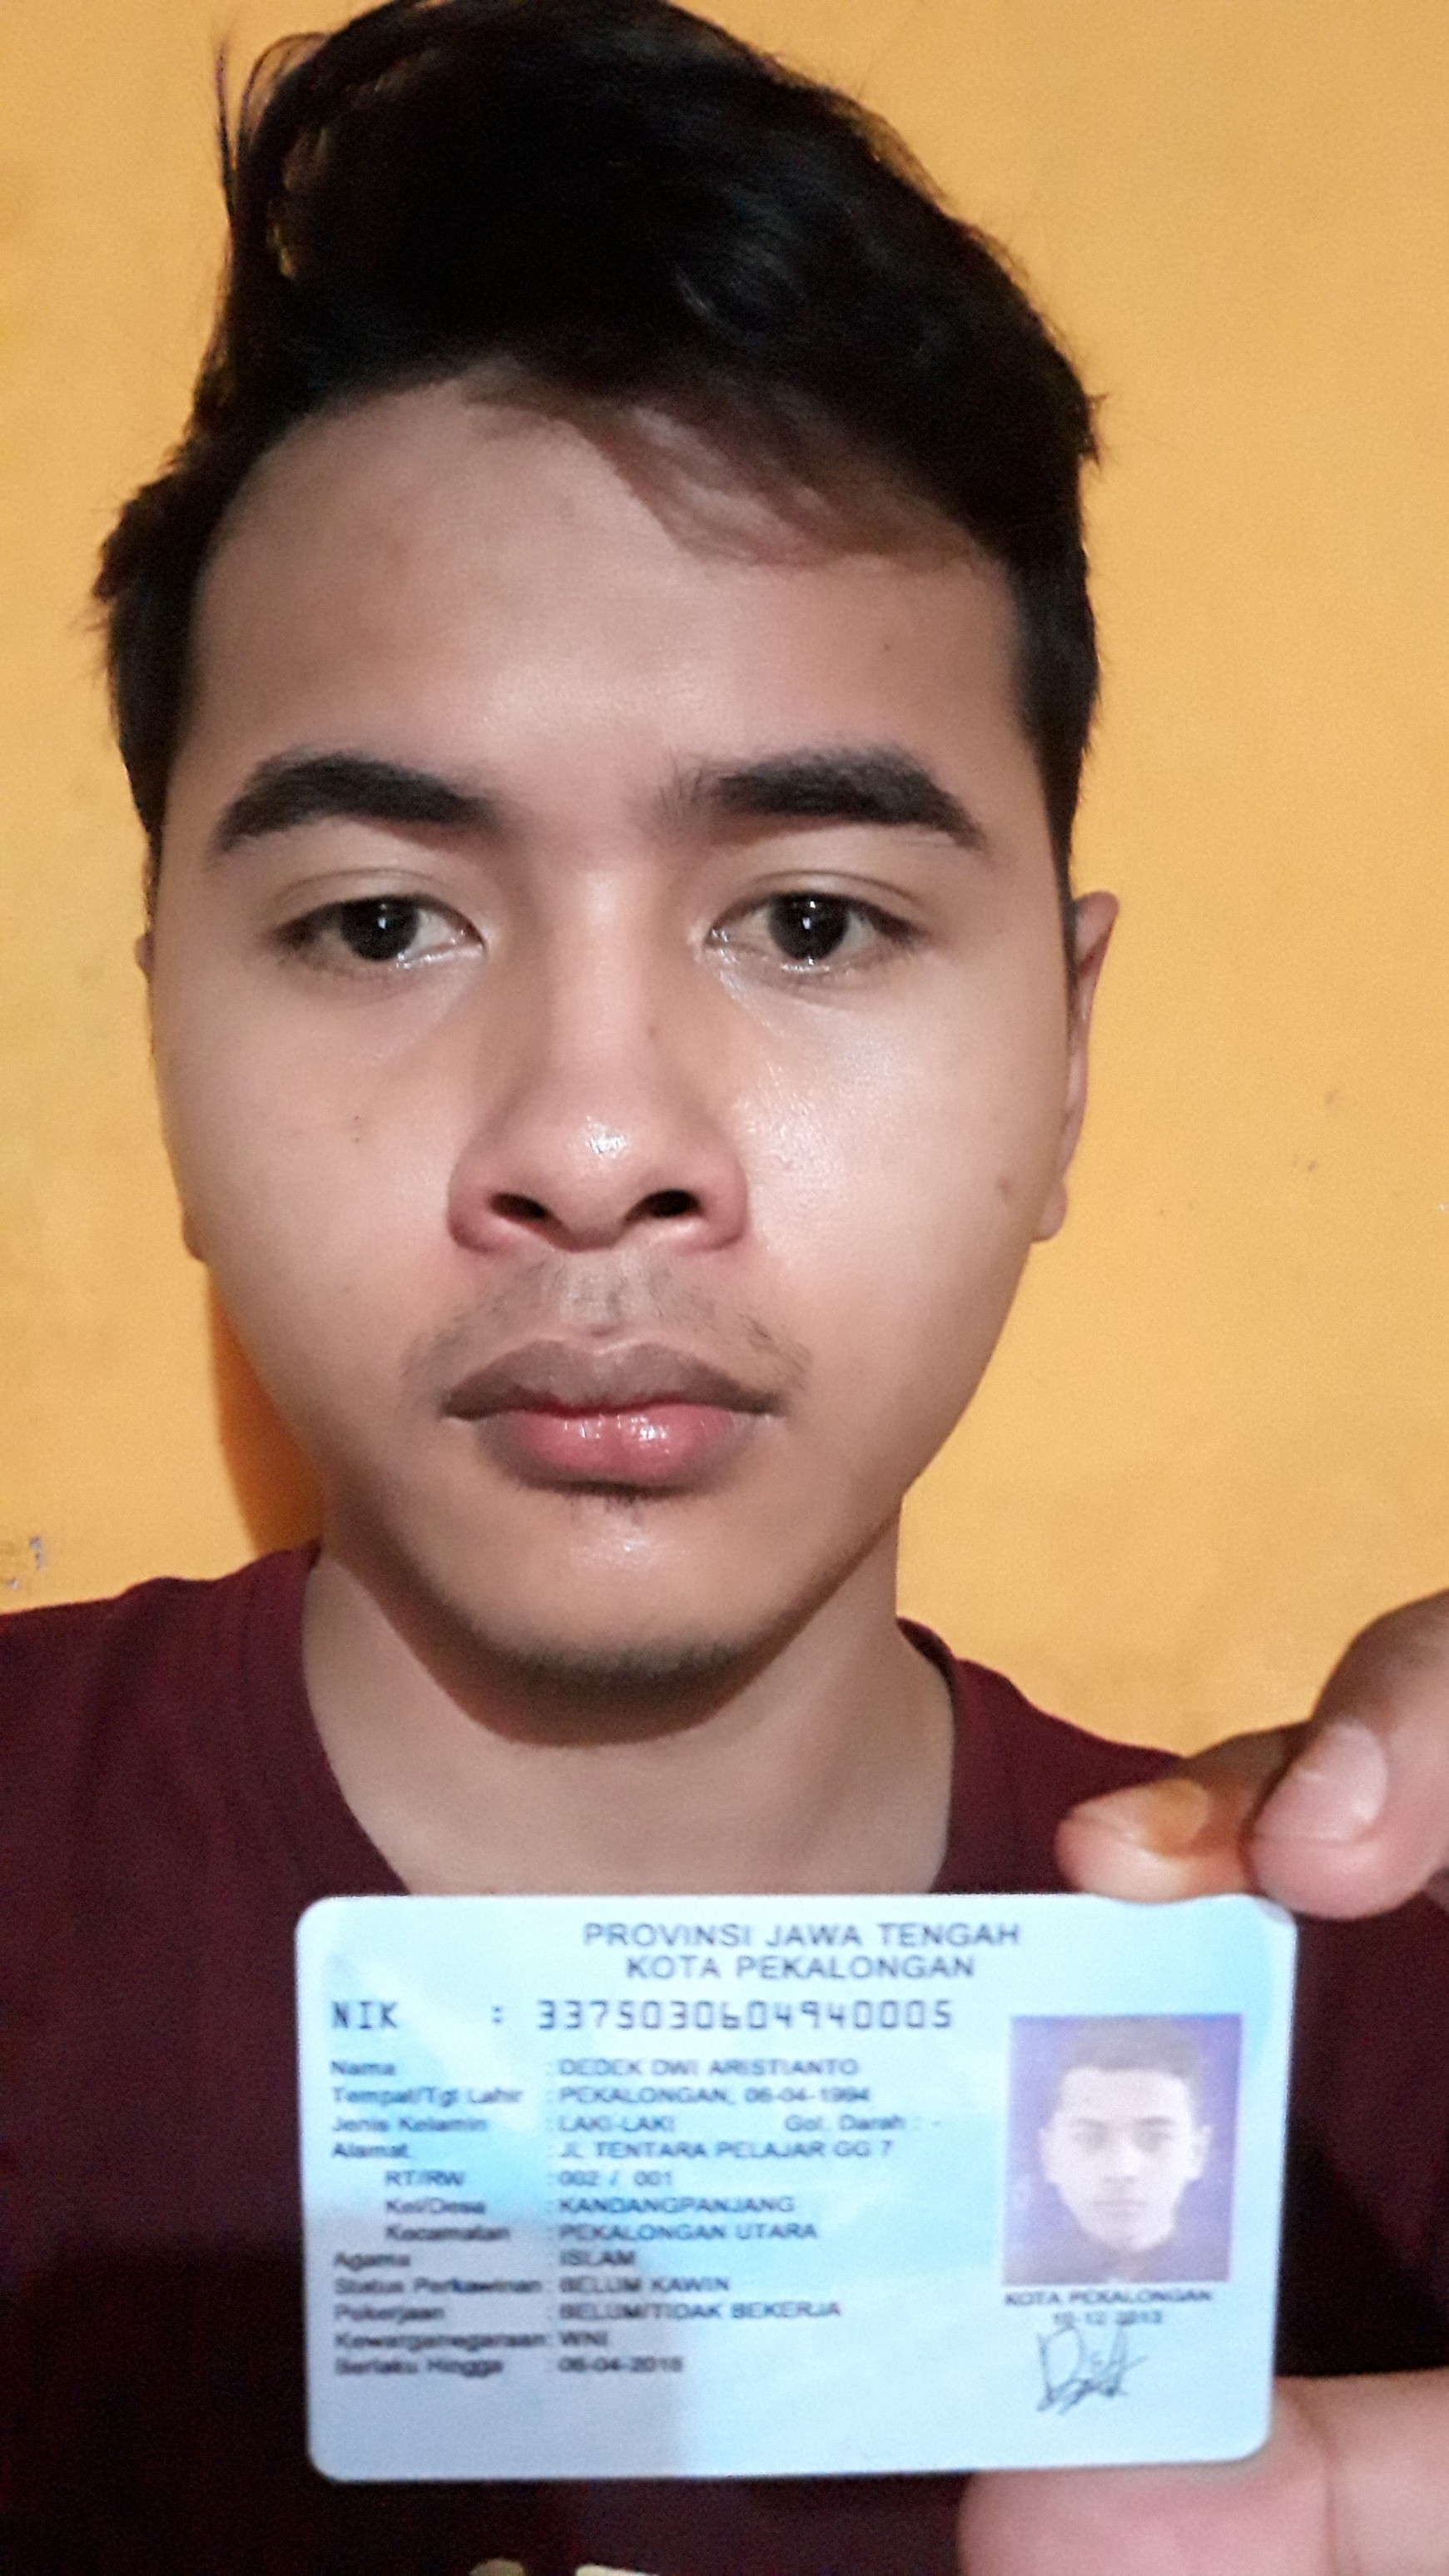 PROVINSI JAWA TENGAH
KOTA PEKALONGAN
NIK : 3375030604940005
Nama : DEDEK DWI ARISTIANTO
Tempat/Tgl Lahir : PEKALONGAN, 06-04-1994
Jenis Kelamin : LAKI-LAKI Gol. Darah : -
Alamat : JL TENTARA PELAJAR GG 7
RT/RW : 002 / 001
Kel/Desa : KANDANGPANJANG
Kecamatan : PEKALONGAN UTARA
Agama : ISLAM
Status Perkawinan : BELUM KAWIN
Pekerjaan : BELUM/TIDAK BEKERJA
Kewarganegaraan : WNI
Berlaku Hingga : 06-04-2018
KOTA PEKALONGAN
10-12-2013